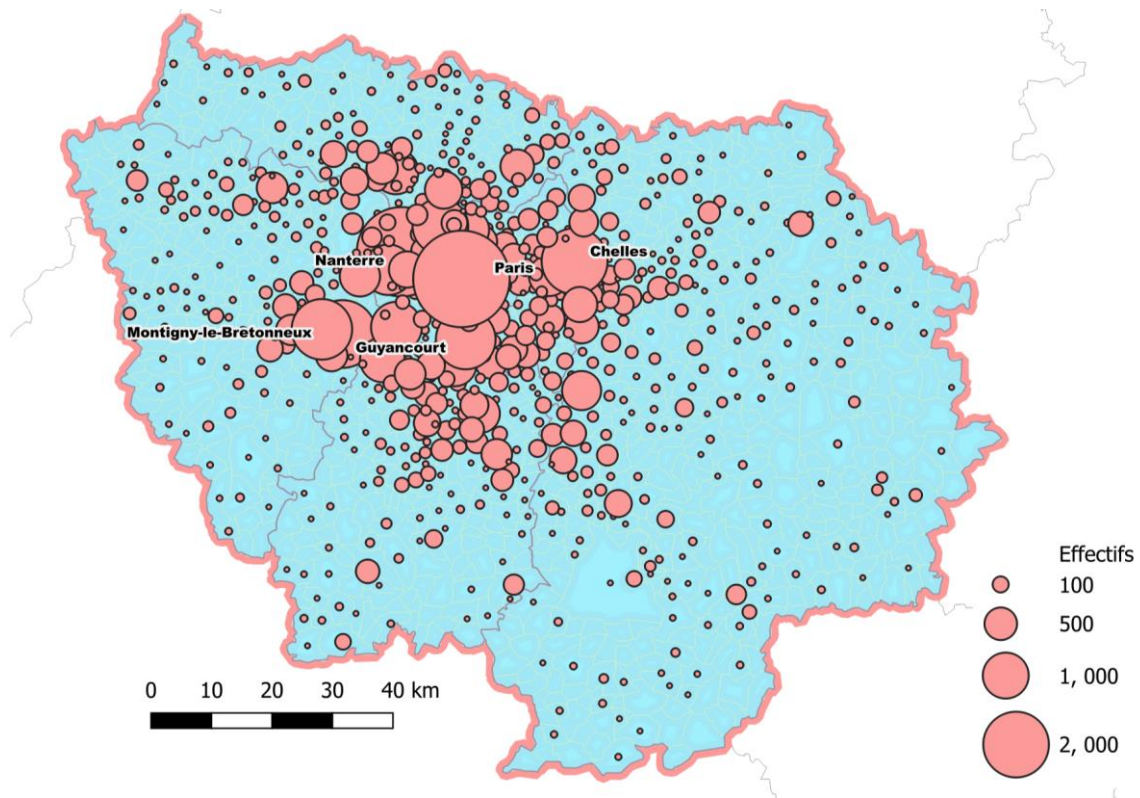 Chelles
Nanterre
Paris
Montigny-le-Bretonneux
Guyancourt
Effectifs
100
500
1, 000
2, 000
0 10 20 30 40 km